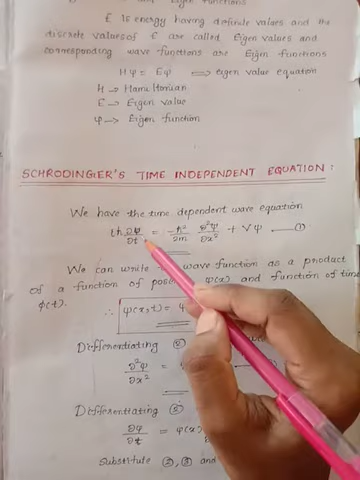 E is energy having definite values and the
discrete values of E are called Eigen values and
corresponding wave functions are Eigen functions
Hψ = Eψ ⟺ eigen value equation
H → Hamiltonian
E → Eigen value
ψ → Eigen function
SCHRODINGER'S TIME INDEPENDENT EQUATION:
We have the time dependent wave equation
iħ ∂ψ/∂t = -ħ²/2m ∂²ψ/∂x² + Vψ —①
We can write wave function as a product
of a function of ψ(x) and function of time
ϕ(t).
∴ ψ(x,t) =
Differentiating ②
∂²ψ/∂x² =
Differentiating ②
∂ψ/∂t = ψ(x)
Substitute ②, ③ and